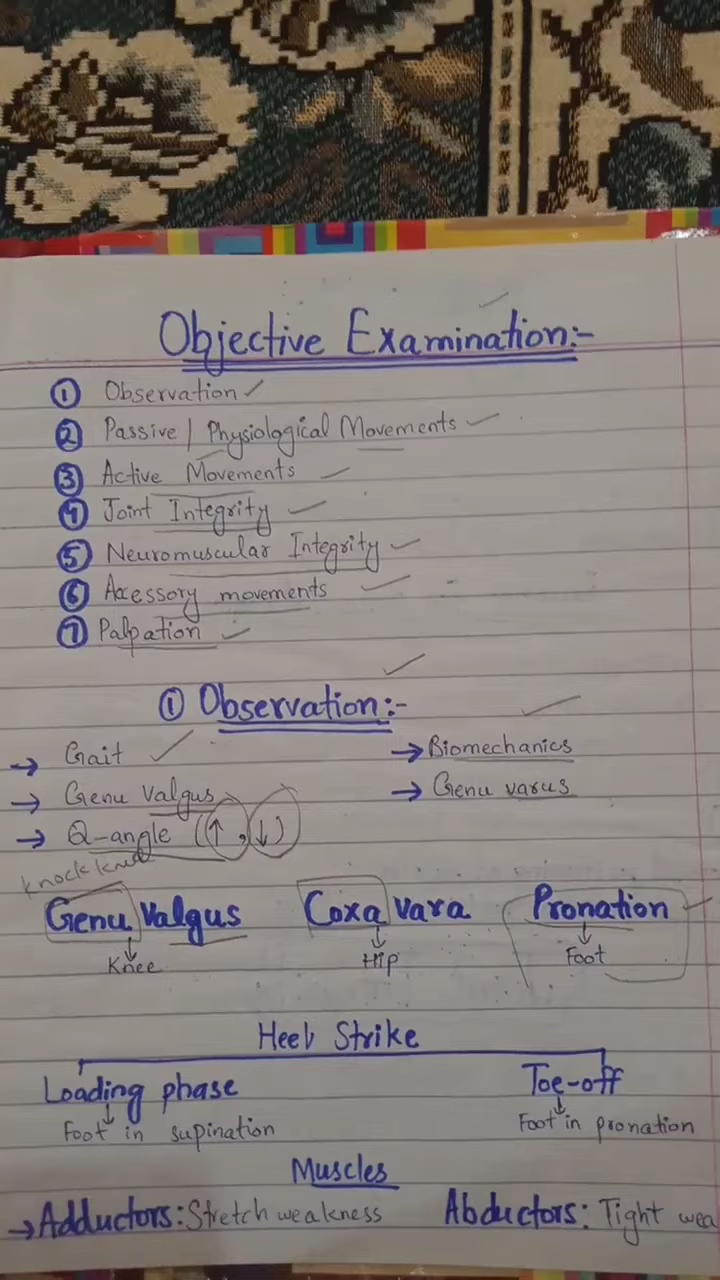 Objective Examination:-
① Observation ✓
② Passive / Physiological Movements ✓
③ Active Movements ✓
④ Joint Integrity ✓
⑤ Neuromuscular Integrity ✓
⑥ Accessory movements ✓
⑦ Palpation ✓
① Observation:-
→ Gait ✓ → Biomechanics
→ Genu Valgus → Genu varus
→ Q-angle (↑, ↓)
knock knee
Genu Valgus Coxa Vara Pronation
↓ Knee ↓ Hip ↓ Foot
Heel Strike
Loading phase Toe-off
↓ Foot in supination ↓ Foot in pronation
Muscles
→ Adductors: Stretch weakness Abductors: Tight wea